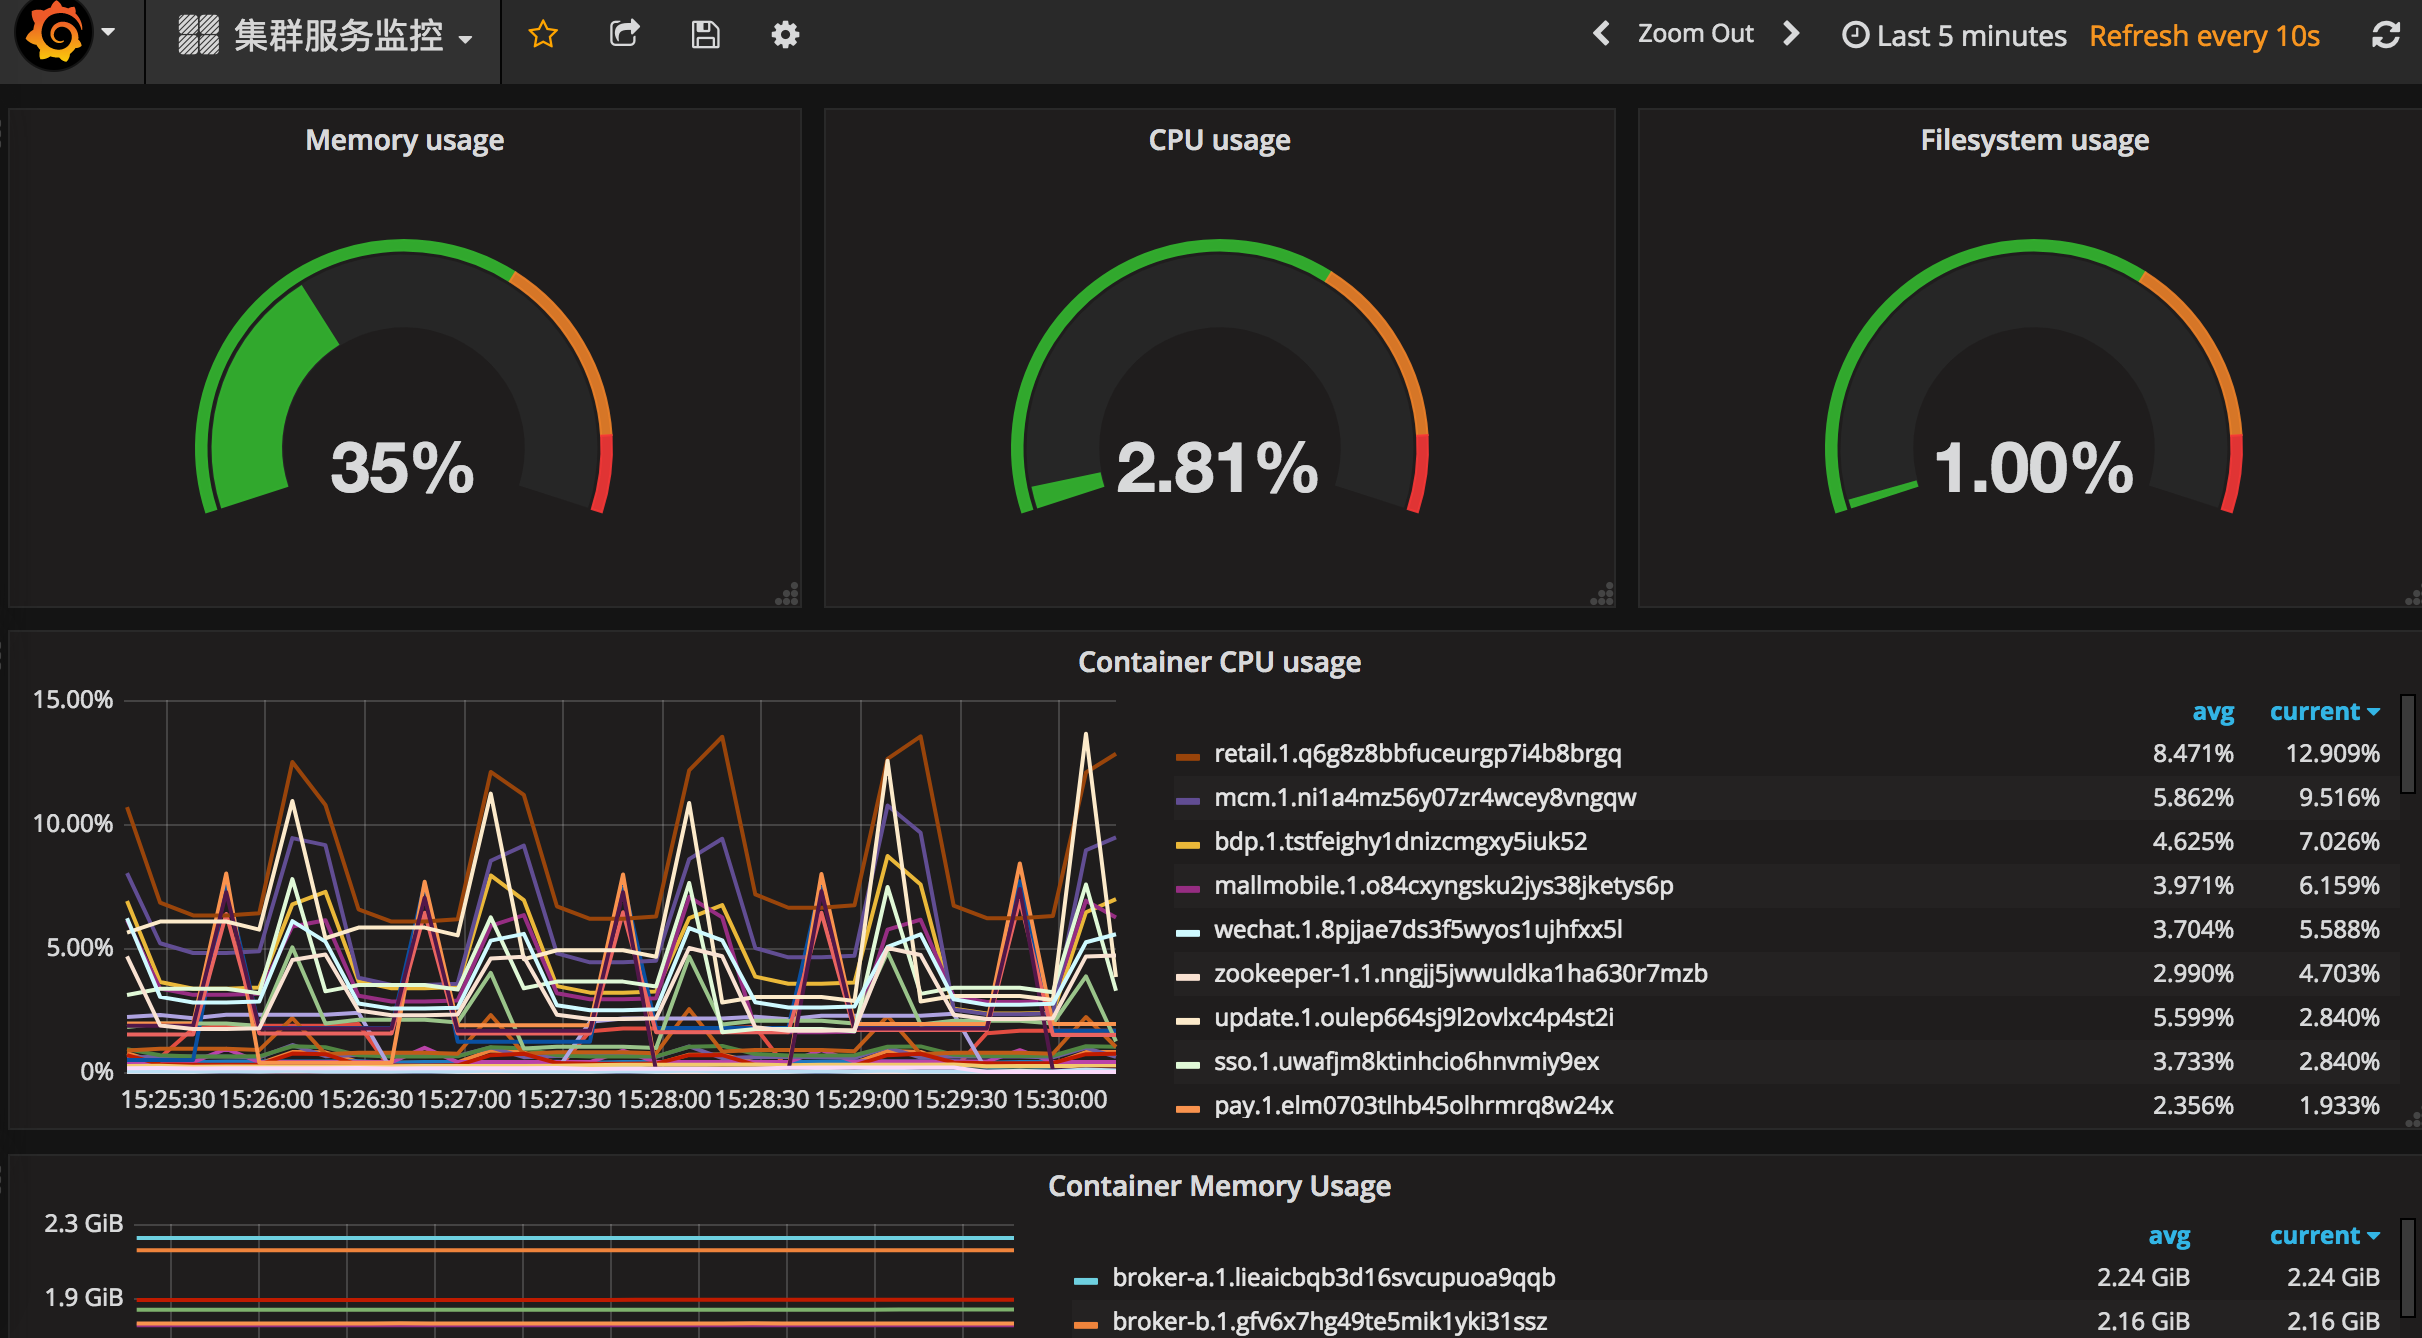 集群服务监控 Zoom Out Last 5 minutes Refresh every 10s
Memory usage
35%
CPU usage
2.81%
Filesystem usage
1.00%
Container CPU usage
15.00%
10.00%
5.00%
0%
15:25:30 15:26:00 15:26:30 15:27:00 15:27:30 15:28:00 15:28:30 15:29:00 15:29:30 15:30:00
avg current
retail.1.q6g8z8bbfuceurgp7i4b8brgq 8.471% 12.909%
mcm.1.ni1a4mz56y07zr4wcey8vngqw 5.862% 9.516%
bdp.1.tstfeighy1dnizcmgxy5iuk52 4.625% 7.026%
mallmobile.1.o84cxyngsku2jys38jketys6p 3.971% 6.159%
wechat.1.8pjjae7ds3f5wyos1ujhfxx5l 3.704% 5.588%
zookeeper-1.1.nngjj5jwwuldka1ha630r7mzb 2.990% 4.703%
update.1.oulep664sj9l2ovlxc4p4st2i 5.599% 2.840%
sso.1.uwafjm8ktinhcio6hnvmiy9ex 3.733% 2.840%
pay.1.elm0703tlhb45olhrmrq8w24x 2.356% 1.933%
Container Memory Usage
2.3 GiB
1.9 GiB
avg current
broker-a.1.lieaicbqb3d16svcupuoa9qqb 2.24 GiB 2.24 GiB
broker-b.1.gfv6x7hg49te5mik1yki31ssz 2.16 GiB 2.16 GiB